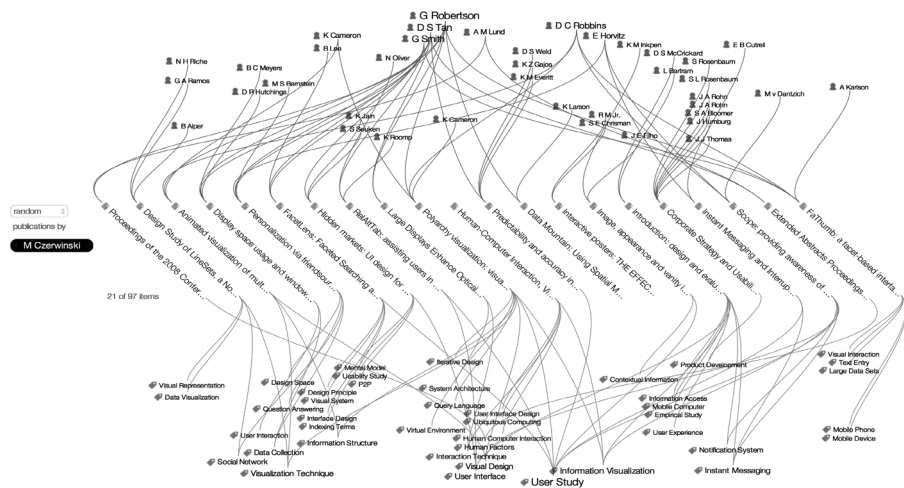 G Robertson
D S Tan
G Smith
K Cameron
B Lee
A M Lund
D C Robbins
E Horvitz
K M Inkpen
D S McCrickard
E B Cutrell
N H Riche
G A Ramos
B C Meyers
M S Bernstein
D R Hutchings
N Oliver
D S Weld
K Z Gajos
K M Everitt
L Bartram
S Rosenbaum
S L Rosenbaum
J A Rohn
J A Rohn
S A Bloomer
J Humburg
J J Thomas
M v Dantzich
A Karlson
B Alper
K Jain
S Seuken
K Roomp
K Cameron
K Larson
R M Jr.
S E Chrisman
J E Filho
random
publications by
M Czerwinski
21 of 97 items
Proceedings of the 2008 Confer...
Design Study of LineSets, a No...
Animated visualization of mult...
Display space usage and window...
Personalization via friendsour...
FacetLens: Faceted Searching a...
Hidden markets: UI design for ...
RelAirTab: assisting users in ...
Large Displays Enhance Optical...
Polyarchy visualization: visua...
Human-Computer Interaction. Vi...
Predictability and accuracy in...
Data Mountain: Using Spatial M...
Interactive posters: THE EFFEC...
Image, appearance and vanity i...
Introduction: design and evalu...
Corporate Strategy and Usabili...
Instant Messaging and Interrup...
Scope: providing awareness of ...
Extended Abstracts Proceedings...
FaThumb: a facet-based interfa...
Visual Representation
Data Visualization
Design Space
Mental Model
Usability Study
P2P
Design Principle
Visual System
Question Answering
Interface Design
Indexing Terms
User Interaction
Information Structure
Data Collection
Social Network
Visualization Technique
Iterative Design
System Architecture
Query Language
User Interface Design
Ubiquitous Computing
Virtual Environment
Human Computer Interaction
Human Factors
Interaction Technique
Visual Design
User Interface
Information Visualization
User Study
Product Development
Contextual Information
Information Access
Mobile Computer
Empirical Study
User Experience
Notification System
Instant Messaging
Visual Interaction
Text Entry
Large Data Sets
Mobile Phone
Mobile Device